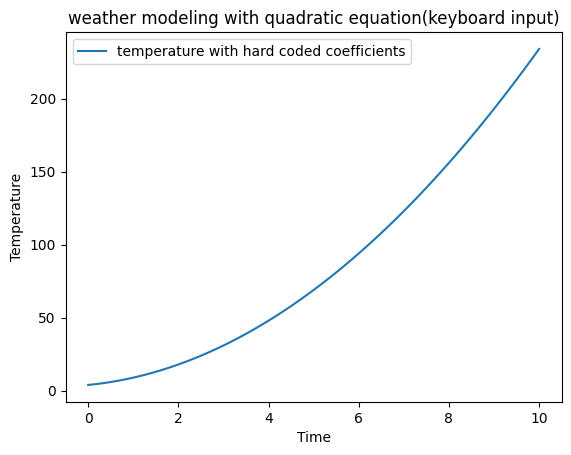 weather modeling with quadratic equation(keyboard input)
temperature with hard coded coefficients
Temperature
200
150
100
50
0
0 2 4 6 8 10
Time